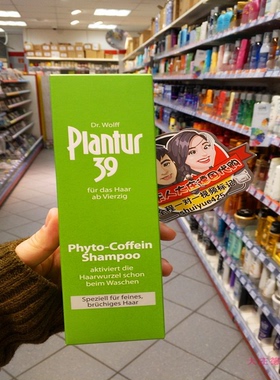 Dr. Wolff
Plantur
39
für das Haar
ab Vierzig
Phyto-Coffein
Shampoo
aktiviert die
Haarwurzel schon
beim Waschen
Speziell für feines,
brüchiges Haar